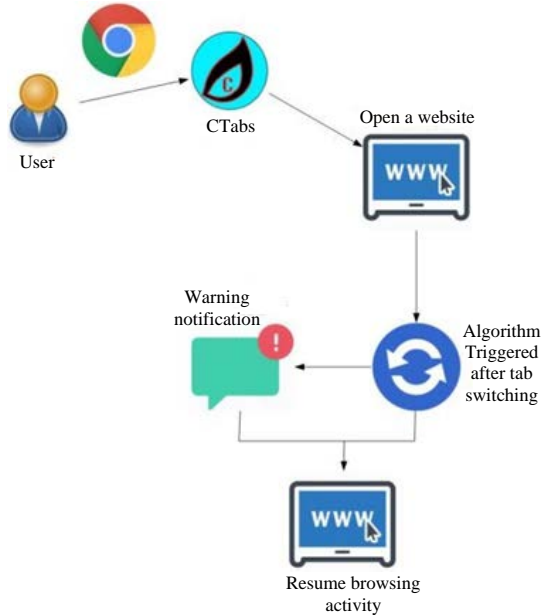 C
CTabs
User
Open a website
WWW
Warning
notification
!
Algorithm
Triggered
after tab
switching
WWW
Resume browsing
activity